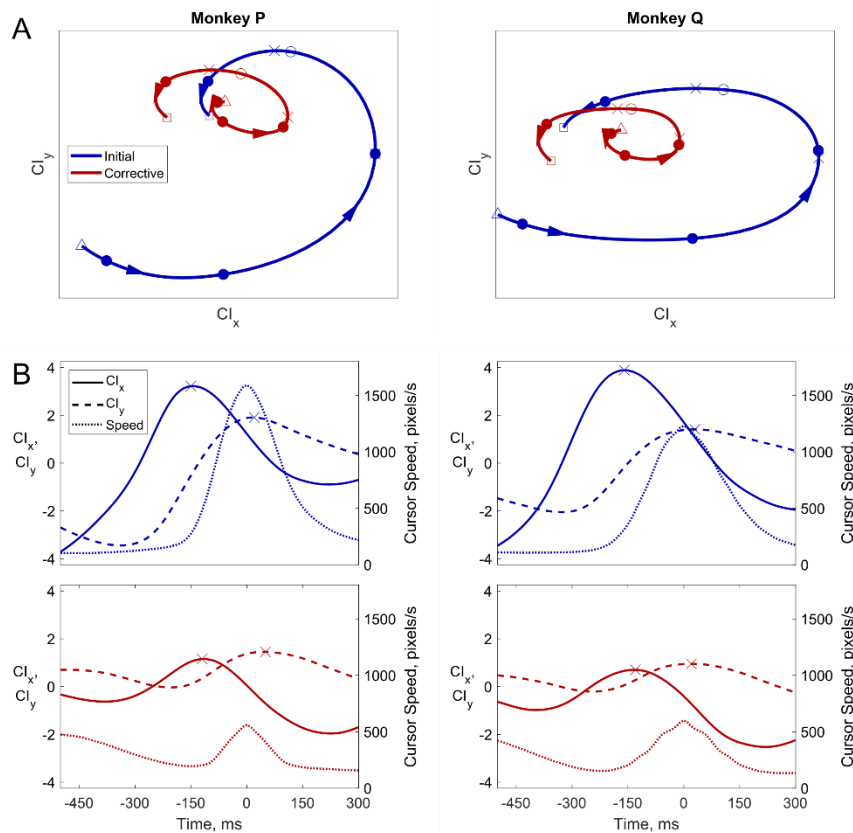 Monkey P
Monkey Q
A
CI_y
Initial
Corrective
CI_x
CI_y
CI_x
B
CI_x
CI_y
Speed
CI_x,
CI_y
4
2
0
-2
-4
1500
1000
500
0
Cursor Speed, pixels/s
CI_x,
CI_y
4
2
0
-2
-4
1500
1000
500
0
Cursor Speed, pixels/s
CI_x,
CI_y
4
2
0
-2
-4
1500
1000
500
0
Cursor Speed, pixels/s
-450 -300 -150 0 150 300
Time, ms
CI_x,
CI_y
4
2
0
-2
-4
1500
1000
500
0
Cursor Speed, pixels/s
-450 -300 -150 0 150 300
Time, ms